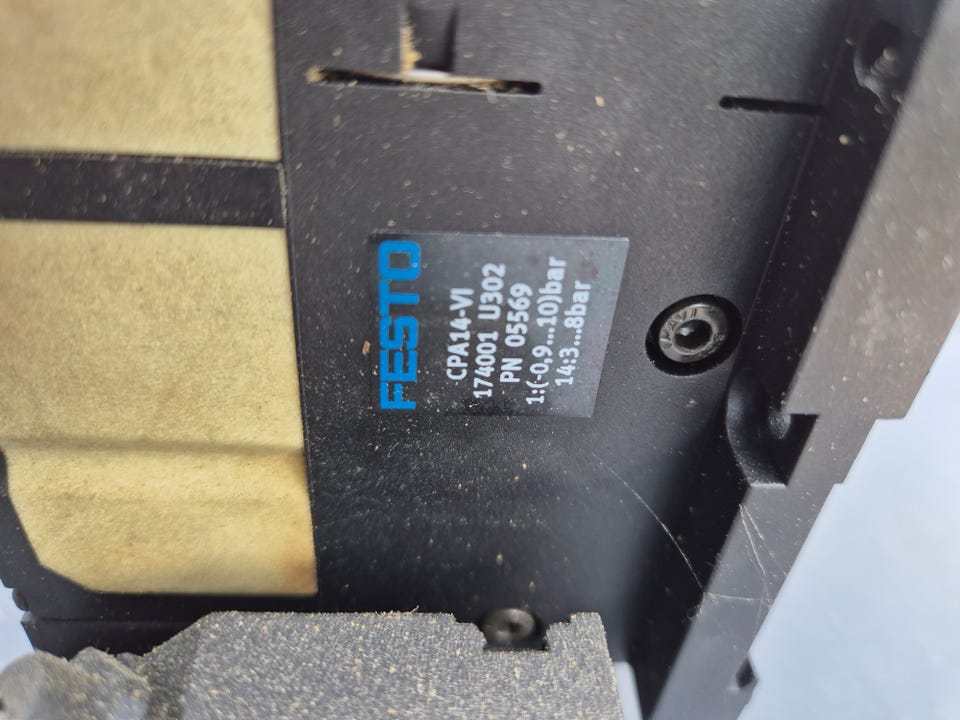 FESTO
CPA14-VI
174001 U302
PN 05569
1:(-0,9...10)bar
14:3...8bar